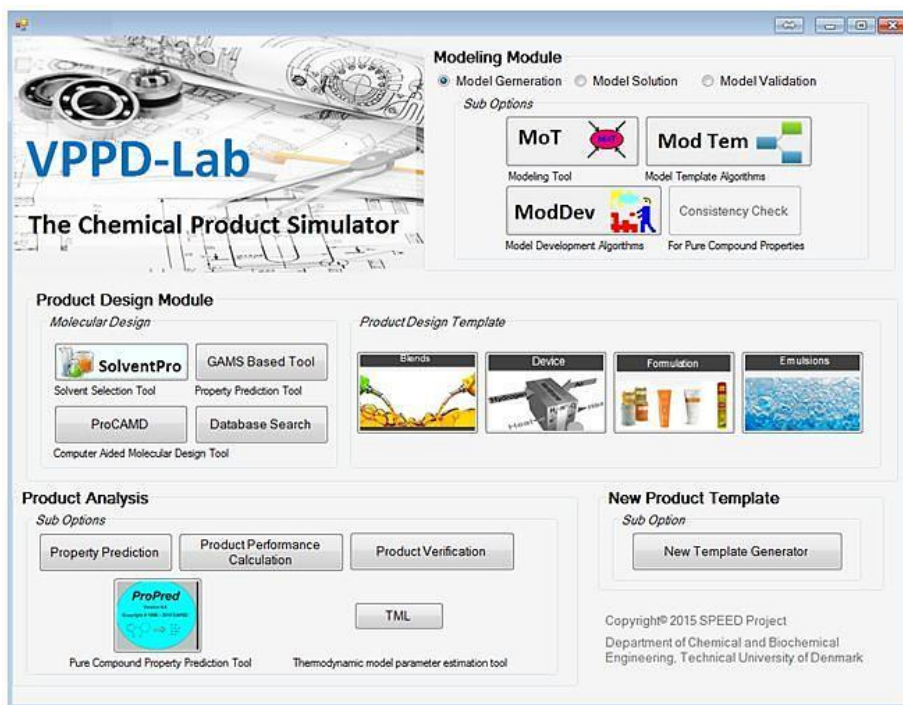 VPPD-Lab
The Chemical Product Simulator
Modeling Module
Model Gerneration
Model Solution
Model Validation
Sub Options
MoT
Mod Tem
Modeling Tool
Model Template Algorithms
ModDev
Consistency Check
Model Development Algorithms
For Pure Compound Properties
Product Design Module
Molecular Design
SolventPro
GAMS Based Tool
Solvent Selection Tool
Property Prediction Tool
ProCAMD
Database Search
Computer Aided Molecular Design Tool
Product Design Template
Blends
Device
Formulation
Emulsions
Product Analysis
Sub Options
Property Prediction
Product Performance
Calculation
Product Verification
ProPred
TML
Pure Compound Property Prediction Tool
Thermodynamic model parameter estimation tool
New Product Template
Sub Option
New Template Generator
Copyright© 2015 SPEED Project
Department of Chemical and Biochemical
Engineering, Technical University of Denmark